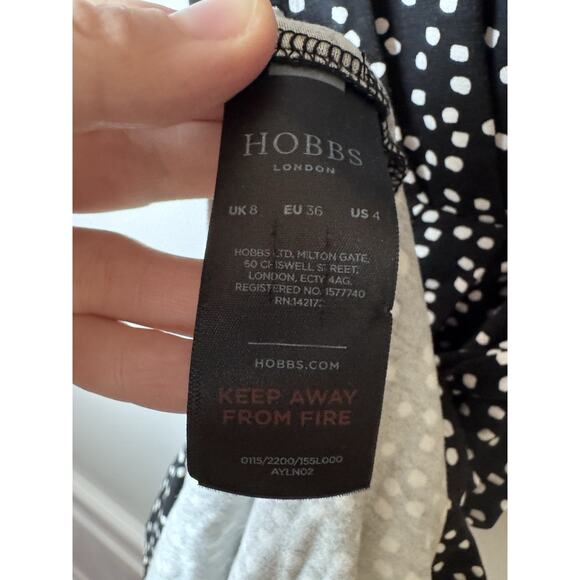 HOBBS
LONDON
UK 8 EU 36 US 4
HOBBS LTD, MILTON GATE,
60 CHISWELL STREET,
LONDON, EC1Y 4AG.
REGISTERED NO. 1577740
HOBBS.COM
KEEP AWAY
FROM FIRE
0115/2200/155L000
AYLN02